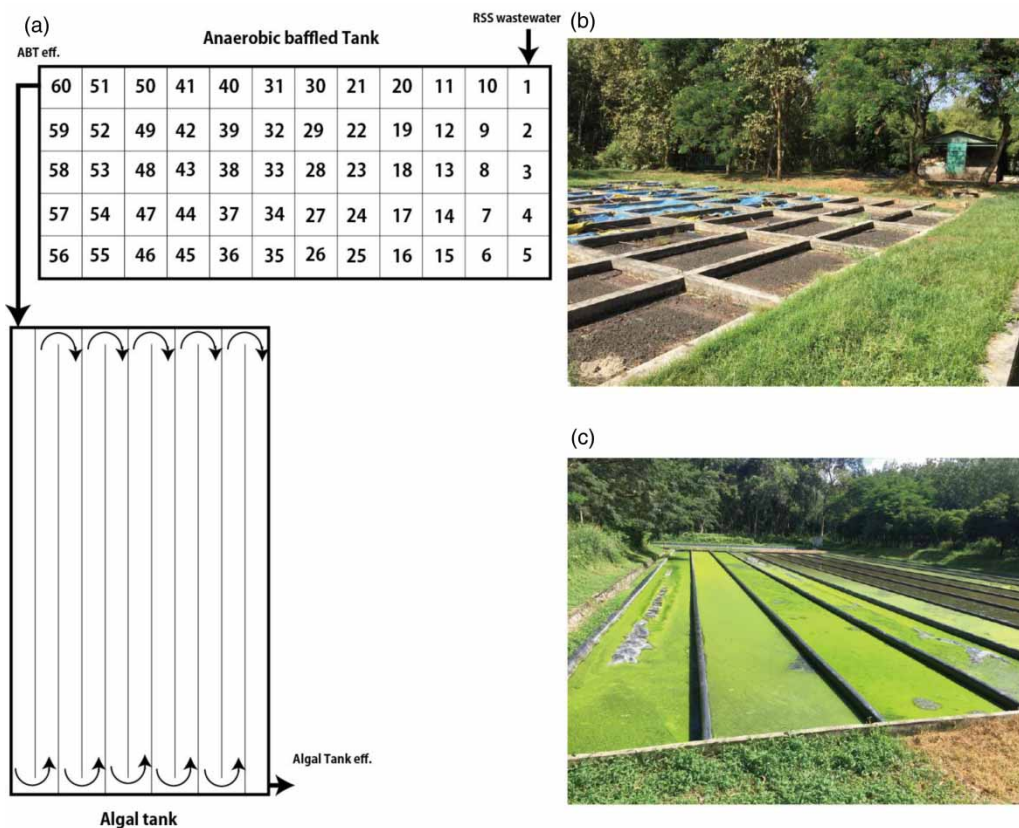 (a)
RSS wastewater
(b)
Anaerobic baffled Tank
ABT eff.
60 51 50 41 40 31 30 21 20 11 10 1
59 52 49 42 39 32 29 22 19 12 9 2
58 53 48 43 38 33 28 23 18 13 8 3
57 54 47 44 37 34 27 24 17 14 7 4
56 55 46 45 36 35 26 25 16 15 6 5
(c)
Algal Tank eff.
Algal tank